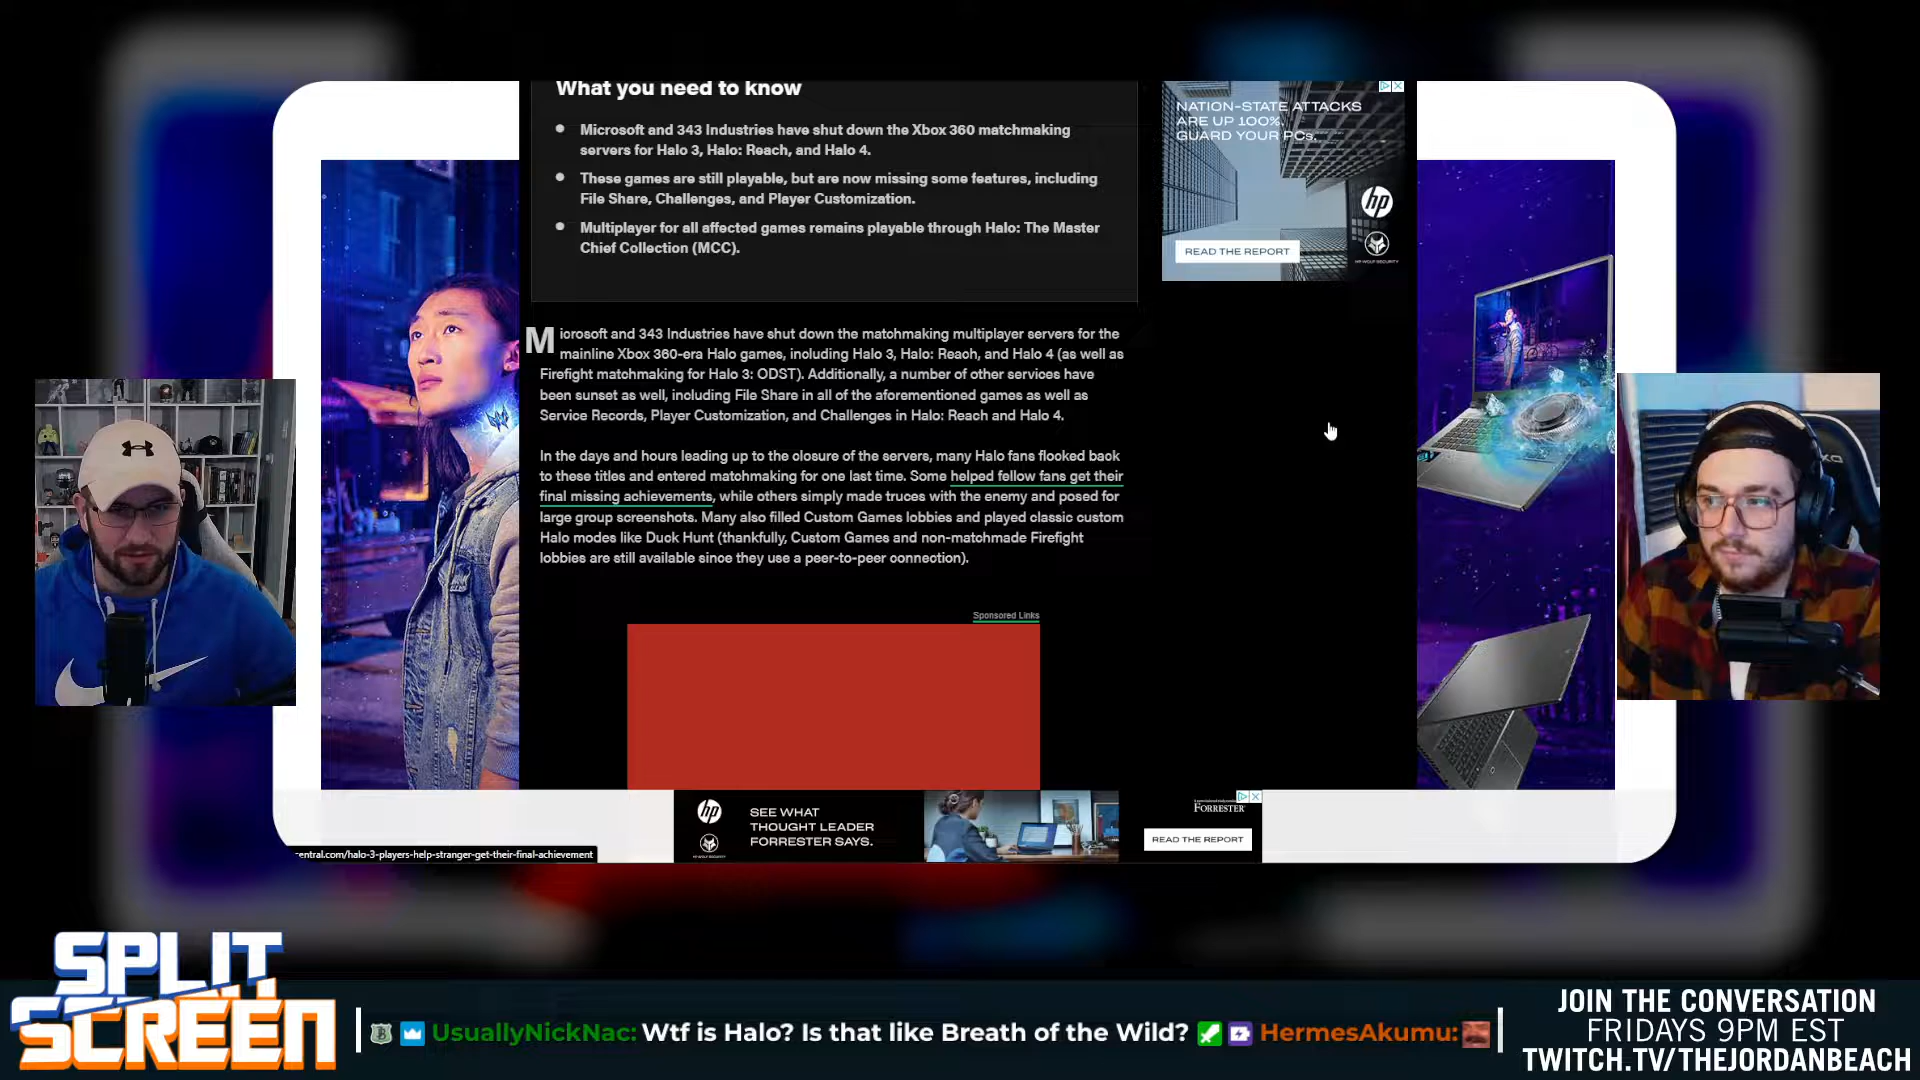 What you need to know
Microsoft and 343 Industries have shut down the Xbox 360 matchmaking
servers for Halo 3, Halo: Reach, and Halo 4.
These games are still playable, but are now missing some features, including
File Share, Challenges, and Player Customization.
Multiplayer for all affected games remains playable through Halo: The Master
Chief Collection (MCC).
NATION-STATE ATTACKS
ARE UP 100%.
GUARD YOUR PCs.
hp
READ THE REPORT
HP WOLF SECURITY
Microsoft and 343 Industries have shut down the matchmaking multiplayer servers for the
mainline Xbox 360-era Halo games, including Halo 3, Halo: Reach, and Halo 4 (as well as
Firefight matchmaking for Halo 3: ODST). Additionally, a number of other services have
been sunset as well, including File Share in all of the aforementioned games as well as
Service Records, Player Customization, and Challenges in Halo: Reach and Halo 4.
In the days and hours leading up to the closure of the servers, many Halo fans flocked back
to these titles and entered matchmaking for one last time. Some helped fellow fans get their
final missing achievements, while others simply made truces with the enemy and posed for
large group screenshots. Many also filled Custom Games lobbies and played classic custom
Halo modes like Duck Hunt (thankfully, Custom Games and non-matchmade Firefight
lobbies are still available since they use a peer-to-peer connection).
Sponsored Links
hp
HP WOLF SECURITY
SEE WHAT
THOUGHT LEADER
FORRESTER SAYS.
FORRESTER
READ THE REPORT
central.com/halo-3-players-help-stranger-get-their-final-achievement
SPLIT
SCREEN
UsuallyNickNac: Wtf is Halo? Is that like Breath of the Wild? HermesAkumu:
JOIN THE CONVERSATION
FRIDAYS 9PM EST
TWITCH.TV/THEJORDANBEACH